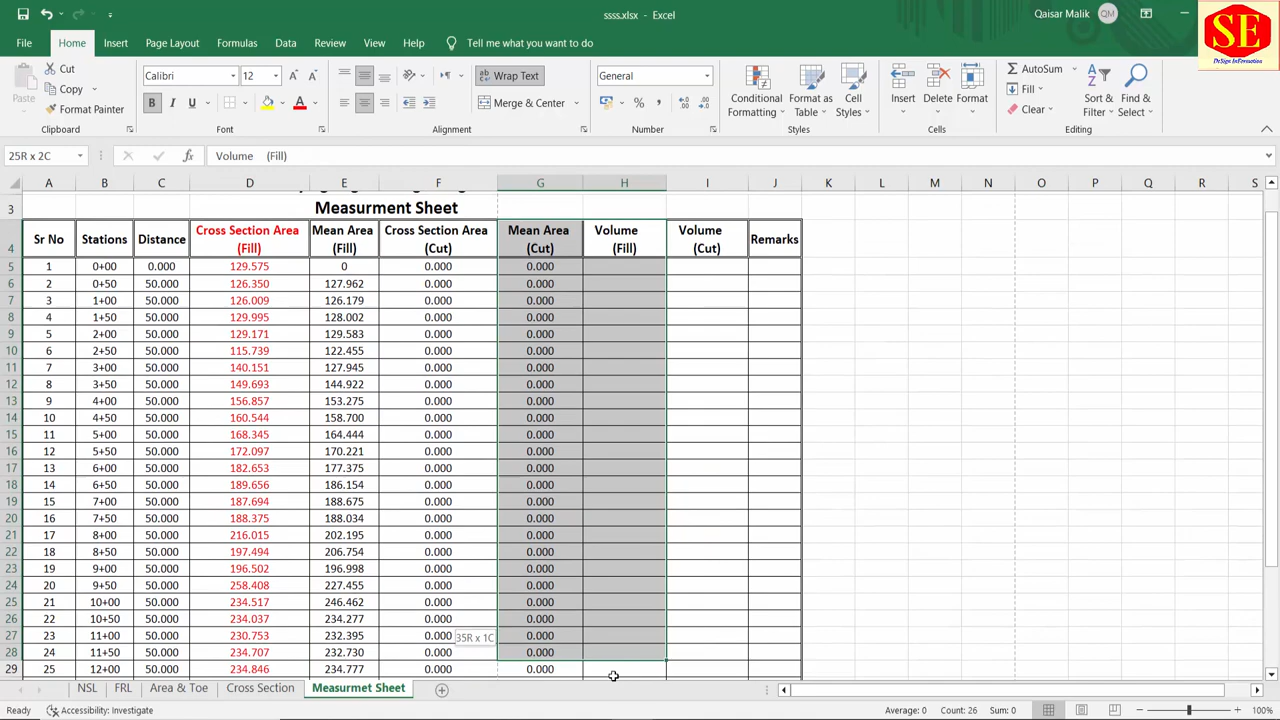 ssss.xlsx - Excel
Qaisar Malik QM
SE
DeSign InFormation
File Home Insert Page Layout Formulas Data Review View Help Tell me what you want to do
Paste
Cut
Copy
Format Painter
Calibri 12
B I U A
Wrap Text
Merge & Center
General
Conditional Formatting
Format as Table
Cell Styles
Insert Delete Format
AutoSum
Fill
Clear
Sort & Filter
Find & Select
Clipboard Font Alignment Number Styles Cells Editing
25R x 2C fx Volume (Fill)
A B C D E F G H I J K L M N O P Q R S
3 Measurment Sheet
4 Sr No Stations Distance Cross Section Area (Fill) Mean Area (Fill) Cross Section Area (Cut) Mean Area (Cut) Volume (Fill) Volume (Cut) Remarks
5 1 0+00 0.000 129.575 0 0.000 0.000
6 2 0+50 50.000 126.350 127.962 0.000 0.000
7 3 1+00 50.000 126.009 126.179 0.000 0.000
8 4 1+50 50.000 129.995 128.002 0.000 0.000
9 5 2+00 50.000 129.171 129.583 0.000 0.000
10 6 2+50 50.000 115.739 122.455 0.000 0.000
11 7 3+00 50.000 140.151 127.945 0.000 0.000
12 8 3+50 50.000 149.693 144.922 0.000 0.000
13 9 4+00 50.000 156.857 153.275 0.000 0.000
14 10 4+50 50.000 160.544 158.700 0.000 0.000
15 11 5+00 50.000 168.345 164.444 0.000 0.000
16 12 5+50 50.000 172.097 170.221 0.000 0.000
17 13 6+00 50.000 182.653 177.375 0.000 0.000
18 14 6+50 50.000 189.656 186.154 0.000 0.000
19 15 7+00 50.000 187.694 188.675 0.000 0.000
20 16 7+50 50.000 188.375 188.034 0.000 0.000
21 17 8+00 50.000 216.015 202.195 0.000 0.000
22 18 8+50 50.000 197.494 206.754 0.000 0.000
23 19 9+00 50.000 196.502 196.998 0.000 0.000
24 20 9+50 50.000 258.408 227.455 0.000 0.000
25 21 10+00 50.000 234.517 246.462 0.000 0.000
26 22 10+50 50.000 234.037 234.277 0.000 0.000
27 23 11+00 50.000 230.753 232.395 0.000 35R x 1C 0.000
28 24 11+50 50.000 234.707 232.730 0.000 0.000
29 25 12+00 50.000 234.846 234.777 0.000 0.000
NSL FRL Area & Toe Cross Section Measurmet Sheet
Accessibility: Investigate Average: 0 Count: 26 Sum: 0 100%